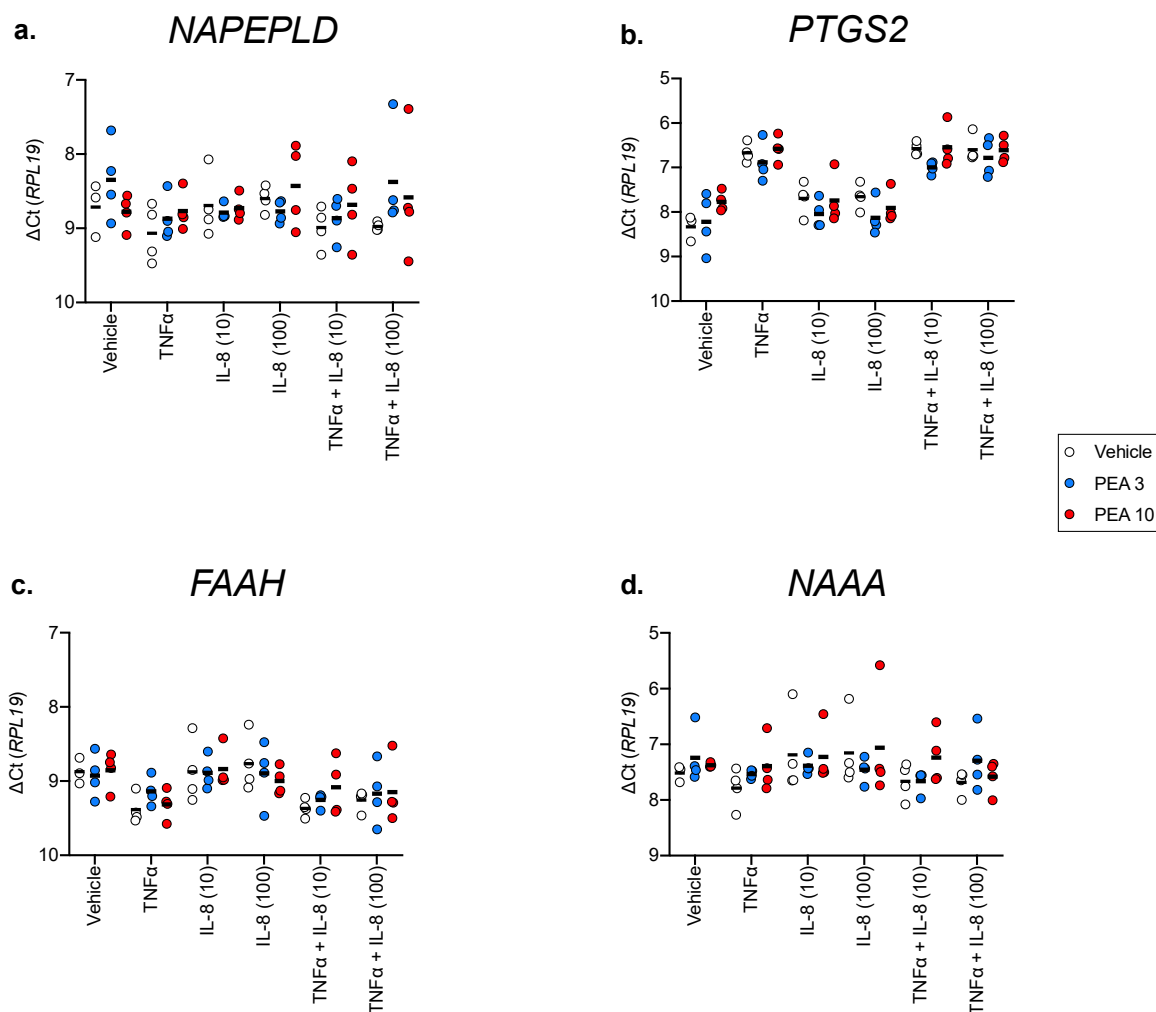 a.
NAPEPLD
7
8
9
10
ΔCt (RPL19)
Vehicle
TNFα
IL-8 (10)
IL-8 (100)
TNFα + IL-8 (10)
TNFα + IL-8 (100)
b.
PTGS2
5
6
7
8
9
10
ΔCt (RPL19)
Vehicle
TNFα
IL-8 (10)
IL-8 (100)
TNFα + IL-8 (10)
TNFα + IL-8 (100)
Vehicle
PEA 3
PEA 10
c.
FAAH
7
8
9
10
ΔCt (RPL19)
Vehicle
TNFα
IL-8 (10)
IL-8 (100)
TNFα + IL-8 (10)
TNFα + IL-8 (100)
d.
NAAA
5
6
7
8
9
ΔCt (RPL19)
Vehicle
TNFα
IL-8 (10)
IL-8 (100)
TNFα + IL-8 (10)
TNFα + IL-8 (100)